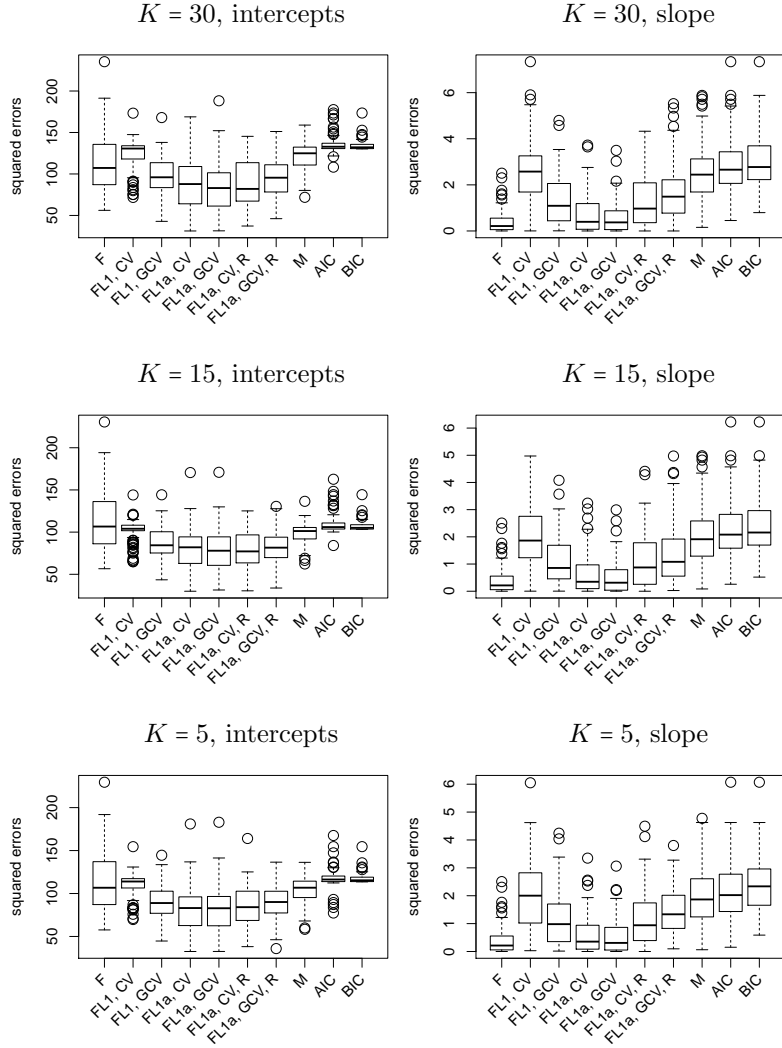 K = 30, intercepts
squared errors
50 100 150 200
F FL1, CV FL1, GCV FL1a, CV FL1a, GCV FL1a, CV, R FL1a, GCV, R M AIC BIC
K = 30, slope
squared errors
0 2 4 6
F FL1, CV FL1, GCV FL1a, CV FL1a, GCV FL1a, CV, R FL1a, GCV, R M AIC BIC
K = 15, intercepts
squared errors
50 100 150 200
F FL1, CV FL1, GCV FL1a, CV FL1a, GCV FL1a, CV, R FL1a, GCV, R M AIC BIC
K = 15, slope
squared errors
0 1 2 3 4 5 6
F FL1, CV FL1, GCV FL1a, CV FL1a, GCV FL1a, CV, R FL1a, GCV, R M AIC BIC
K = 5, intercepts
squared errors
50 100 150 200
F FL1, CV FL1, GCV FL1a, CV FL1a, GCV FL1a, CV, R FL1a, GCV, R M AIC BIC
K = 5, slope
squared errors
0 1 2 3 4 5 6
F FL1, CV FL1, GCV FL1a, CV FL1a, GCV FL1a, CV, R FL1a, GCV, R M AIC BIC